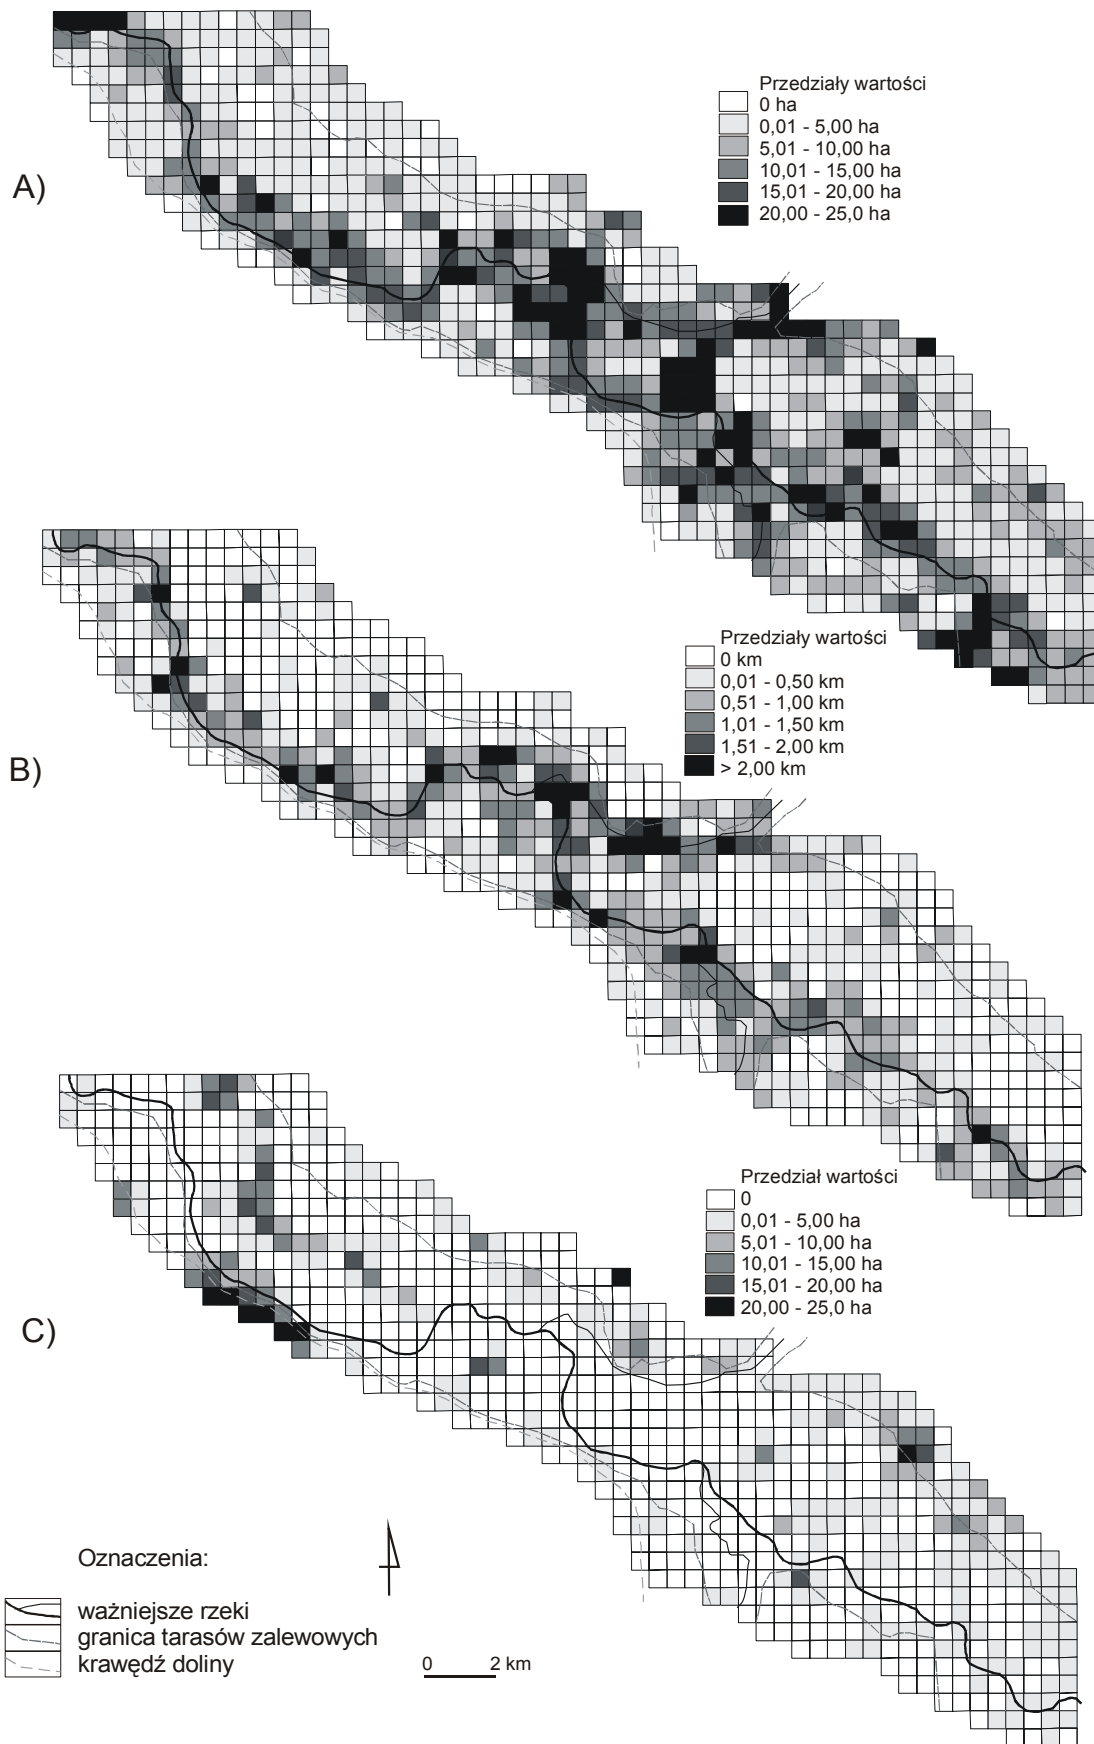 Przedziały wartości
0 ha
0,01 - 5,00 ha
5,01 - 10,00 ha
10,01 - 15,00 ha
15,01 - 20,00 ha
20,00 - 25,0 ha
A)
Przedziały wartości
0 km
0,01 - 0,50 km
0,51 - 1,00 km
1,01 - 1,50 km
1,51 - 2,00 km
> 2,00 km
B)
Przedział wartości
0
0,01 - 5,00 ha
5,01 - 10,00 ha
10,01 - 15,00 ha
15,01 - 20,00 ha
20,00 - 25,0 ha
C)
Oznaczenia:
ważniejsze rzeki
granica tarasów zalewowych
krawędź doliny
0 2 km